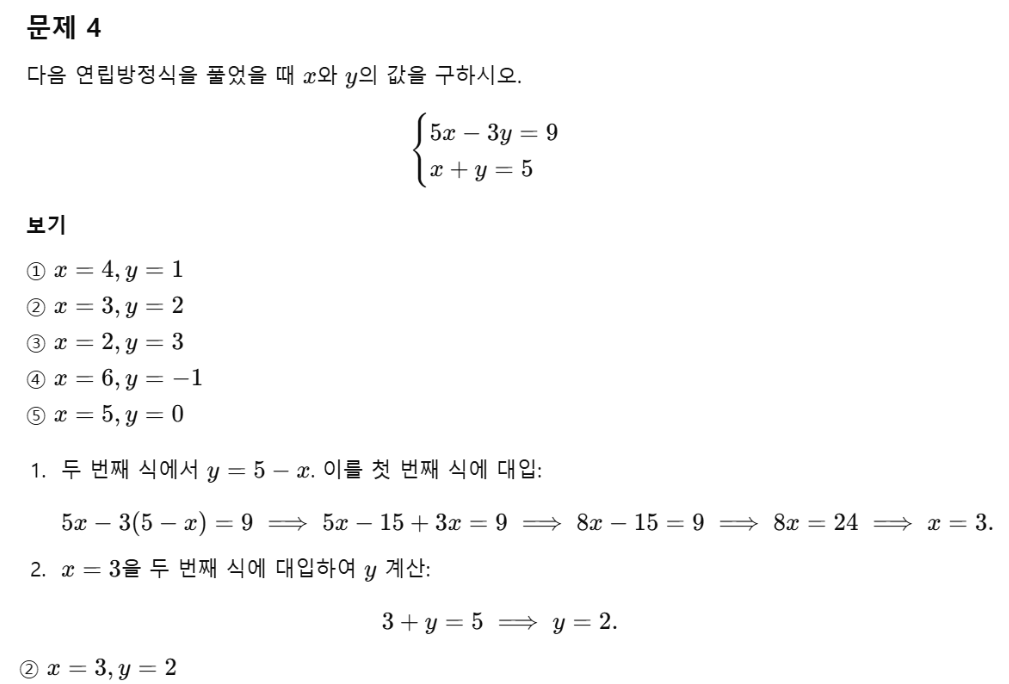 문제 4
다음 연립방정식을 풀었을 때 x와 y의 값을 구하시오.
5x − 3y = 9
x + y = 5
보기
① x = 4, y = 1
② x = 3, y = 2
③ x = 2, y = 3
④ x = 6, y = −1
⑤ x = 5, y = 0
1. 두 번째 식에서 y = 5 − x. 이를 첫 번째 식에 대입:
5x − 3(5 − x) = 9 ⟹ 5x − 15 + 3x = 9 ⟹ 8x − 15 = 9 ⟹ 8x = 24 ⟹ x = 3.
2. x = 3을 두 번째 식에 대입하여 y 계산:
3 + y = 5 ⟹ y = 2.
② x = 3, y = 2